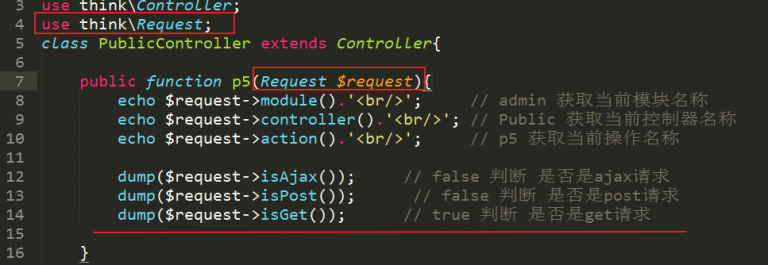 3 use think\Controller;
4 use think\Request;
5 class PublicController extends Controller{
6
7 public function p5(Request $request){
8 echo $request->module().'<br/>'; // admin 获取当前模块名称
9 echo $request->controller().'<br/>'; // Public 获取当前控制器名称
10 echo $request->action().'<br/>'; // p5 获取当前操作名称
11
12 dump($request->isAjax()); // false 判断 是否是ajax请求
13 dump($request->isPost()); // false 判断 是否是post请求
14 dump($request->isGet()); // true 判断 是否是get请求
15
16 }